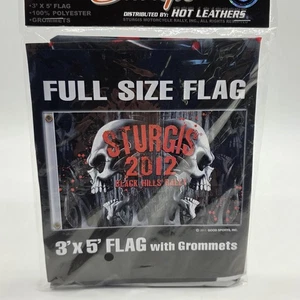 •3' X 5' FLAG
•100% POLYESTER
•GROMMETS
DISTRIBUTED BY: HOT LEATHERS
FULL SIZE FLAG
STURGIS
2012
BLACK HILLS RALLY
3'x 5' FLAG with Grommets